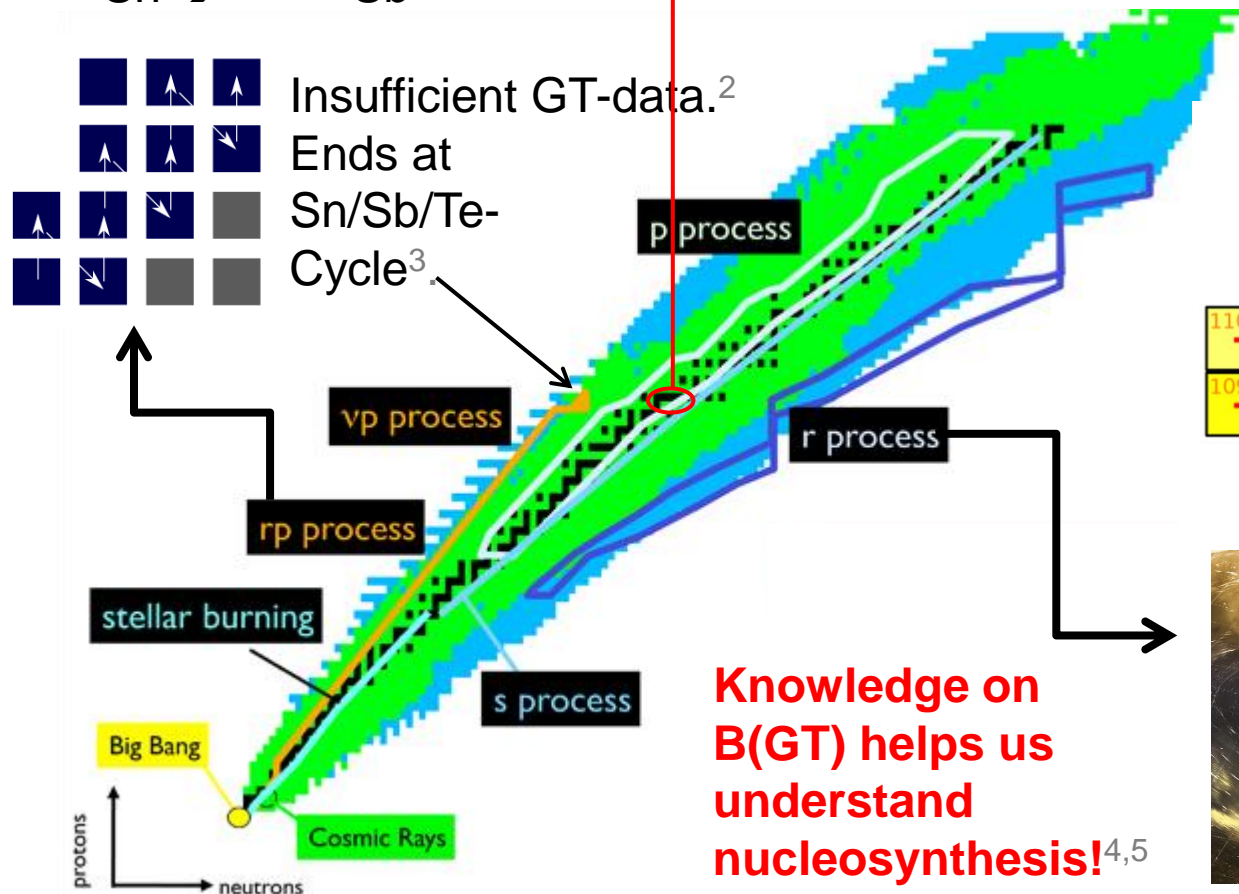 Insufficient GT-data.2
Ends at
Sn/Sb/Te-
Cycle3.
p process
νp process
r process
rp process
stellar burning
s process
Big Bang
Cosmic Rays
protons
neutrons
Knowledge on
B(GT) helps us
understand
nucleosynthesis!4,5